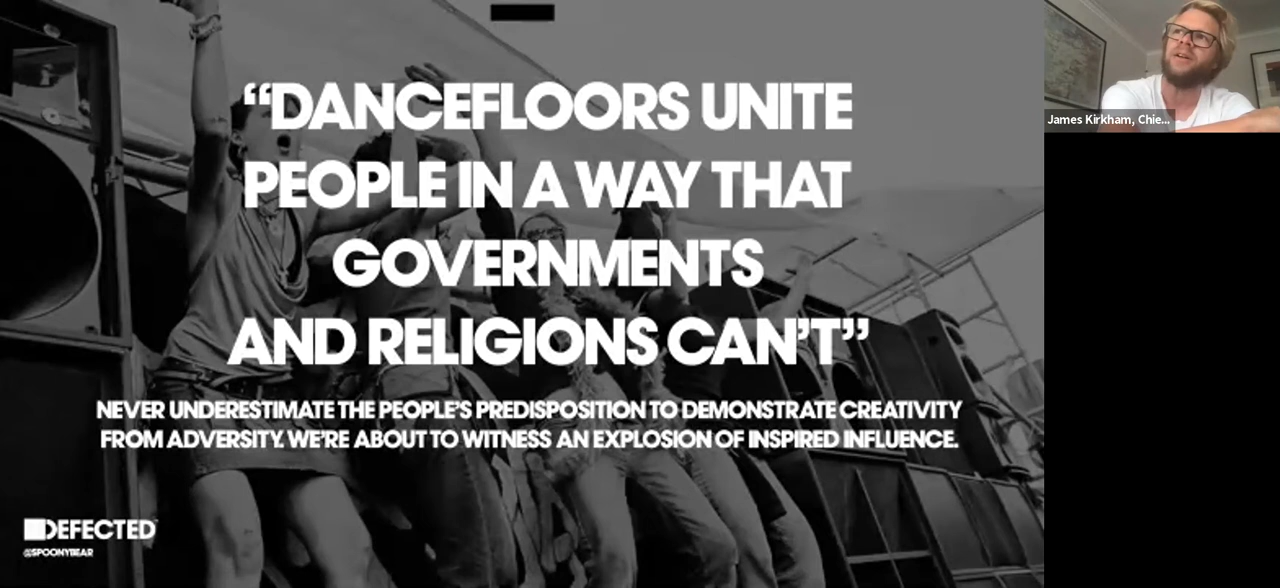 “DANCEFLOORS UNITE
PEOPLE IN A WAY THAT
GOVERNMENTS
AND RELIGIONS CAN’T”
NEVER UNDERESTIMATE THE PEOPLE’S PREDISPOSITION TO DEMONSTRATE CREATIVITY
FROM ADVERSITY. WE’RE ABOUT TO WITNESS AN EXPLOSION OF INSPIRED INFLUENCE.
DEFECTED
@SPOONYBEAR
James Kirkham, Chie...